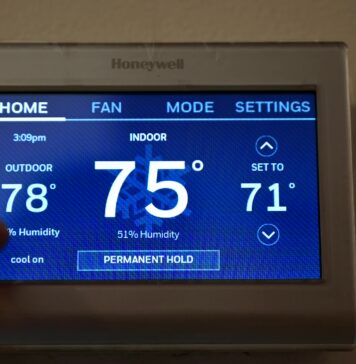 Honeywell
HOME FAN MODE SETTINGS
3:09pm
INDOOR
OUTDOOR
78°
% Humidity
cool on
75°
51% Humidity
PERMANENT HOLD
SET TO
71°